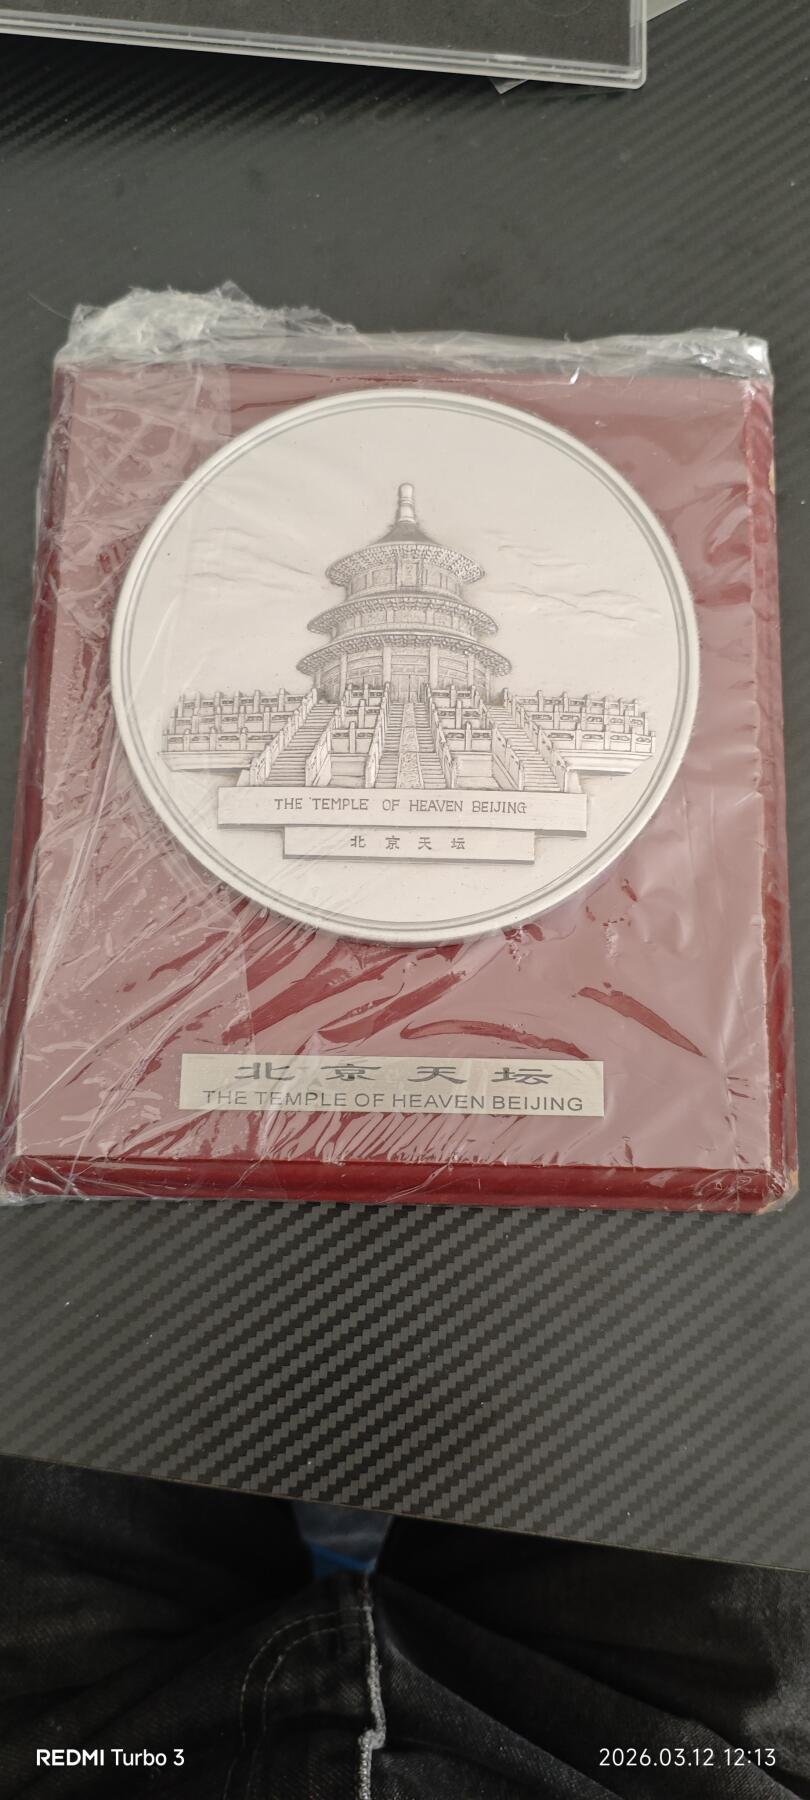 THE TEMPLE OF HEAVEN BEIJING
北京天坛
北京天坛
THE TEMPLE OF HEAVEN BEIJING
REDMI Turbo 3
2026.03.12 12:13